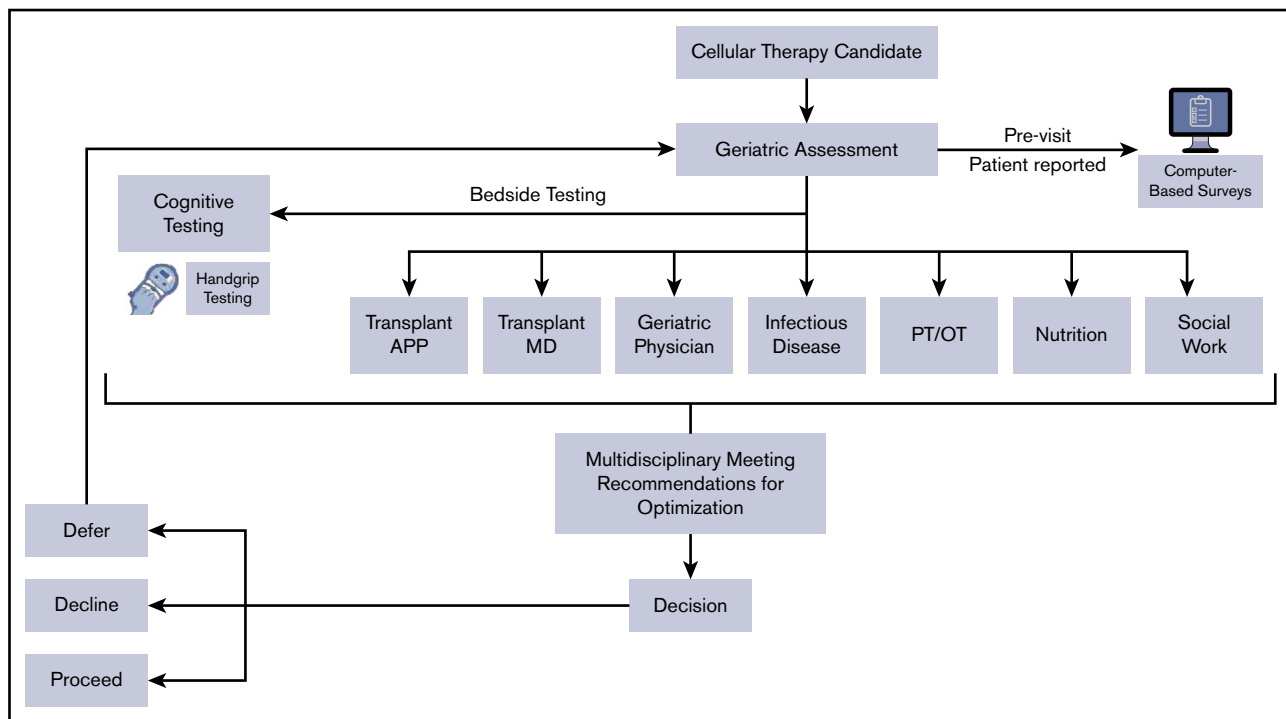 Cellular Therapy Candidate
Geriatric Assessment
Pre-visit
Patient reported
Computer-
Based Surveys
Bedside Testing
Cognitive
Testing
Handgrip
Testing
Transplant
APP
Transplant
MD
Geriatric
Physician
Infectious
Disease
PT/OT
Nutrition
Social
Work
Multidisciplinary Meeting
Recommendations for
Optimization
Defer
Decline
Decision
Proceed